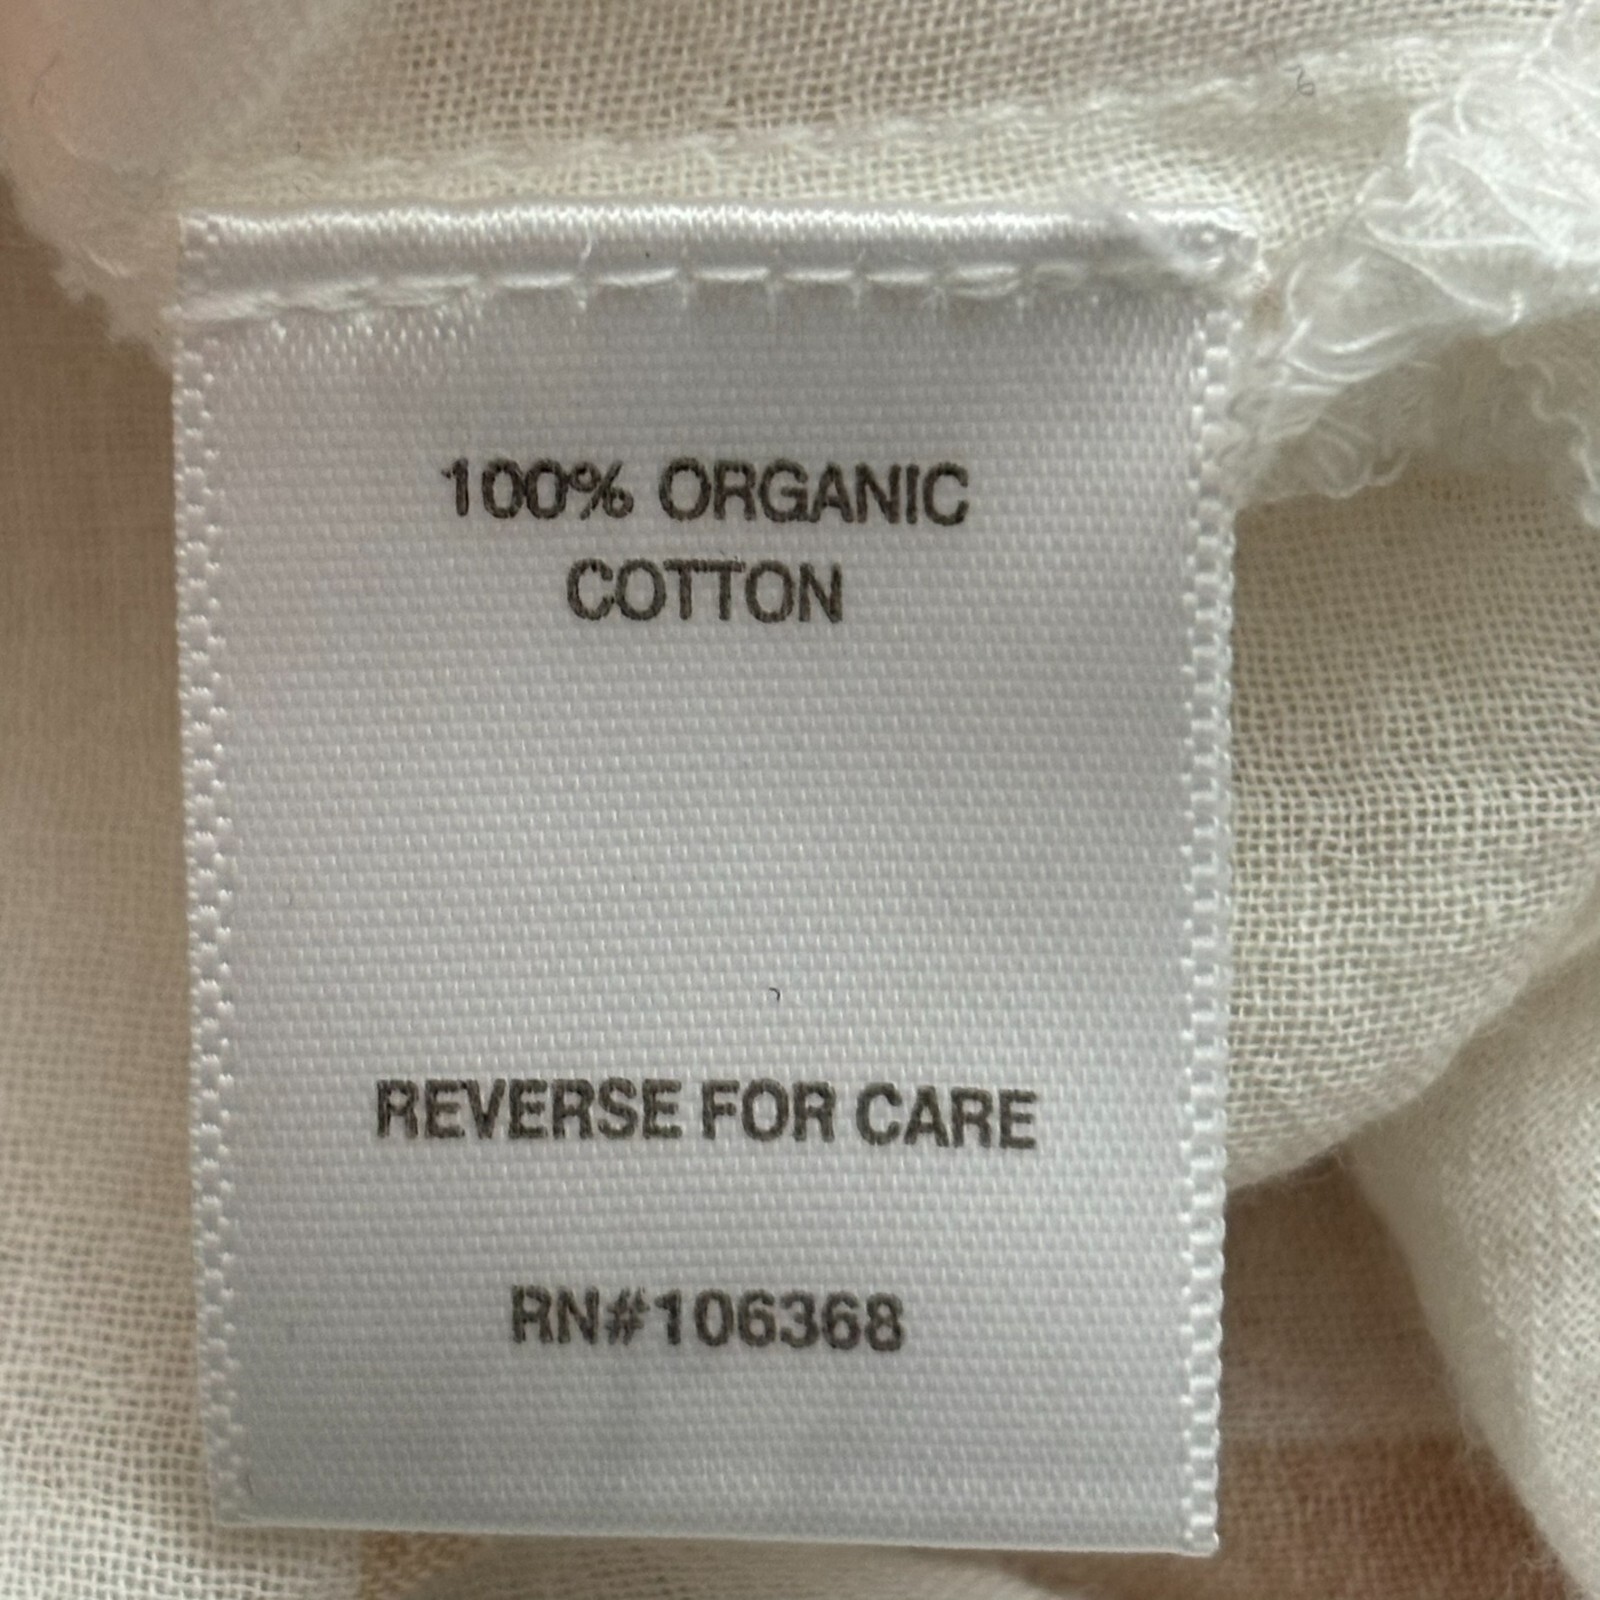 100% ORGANIC
COTTON
REVERSE FOR CARE
RN#106368